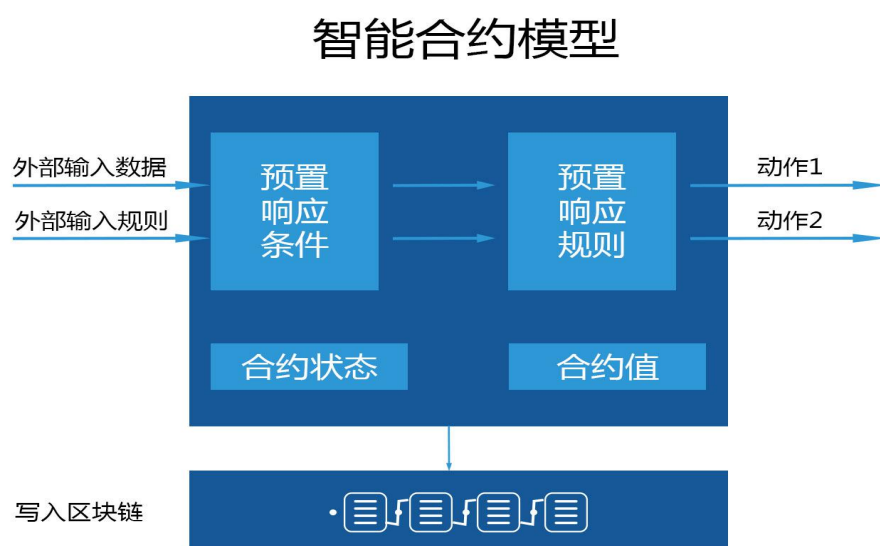 智能合约模型
外部输入数据
外部输入规则
预置
响应
条件
预置
响应
规则
动作1
动作2
合约状态
合约值
写入区块链